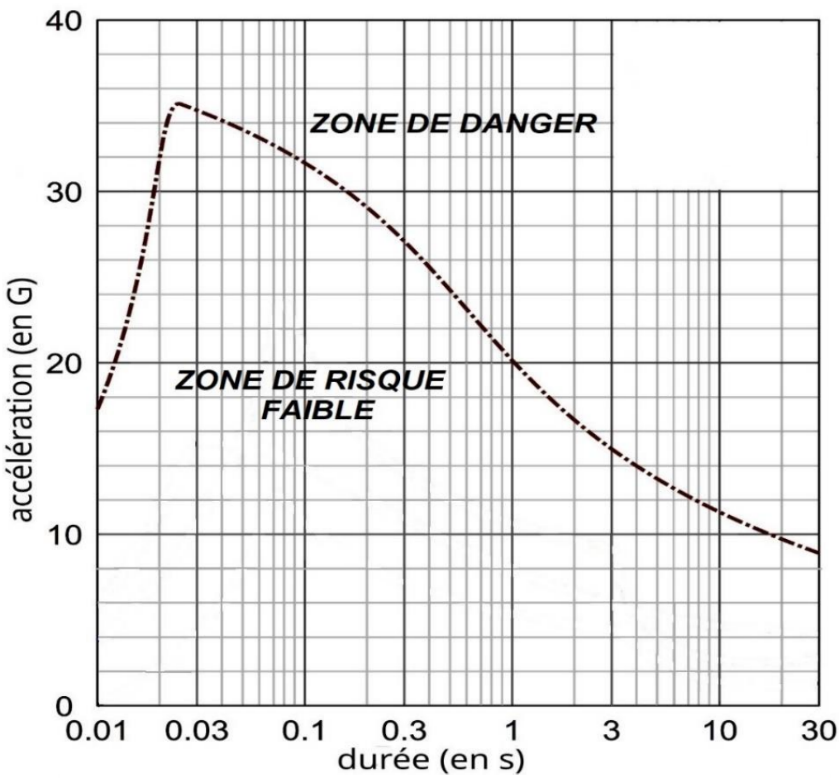 40
30
20
10
0
accélération (en G)
ZONE DE DANGER
ZONE DE RISQUE
FAIBLE
0.01 0.03 0.1 0.3 1 3 10 30
durée (en s)